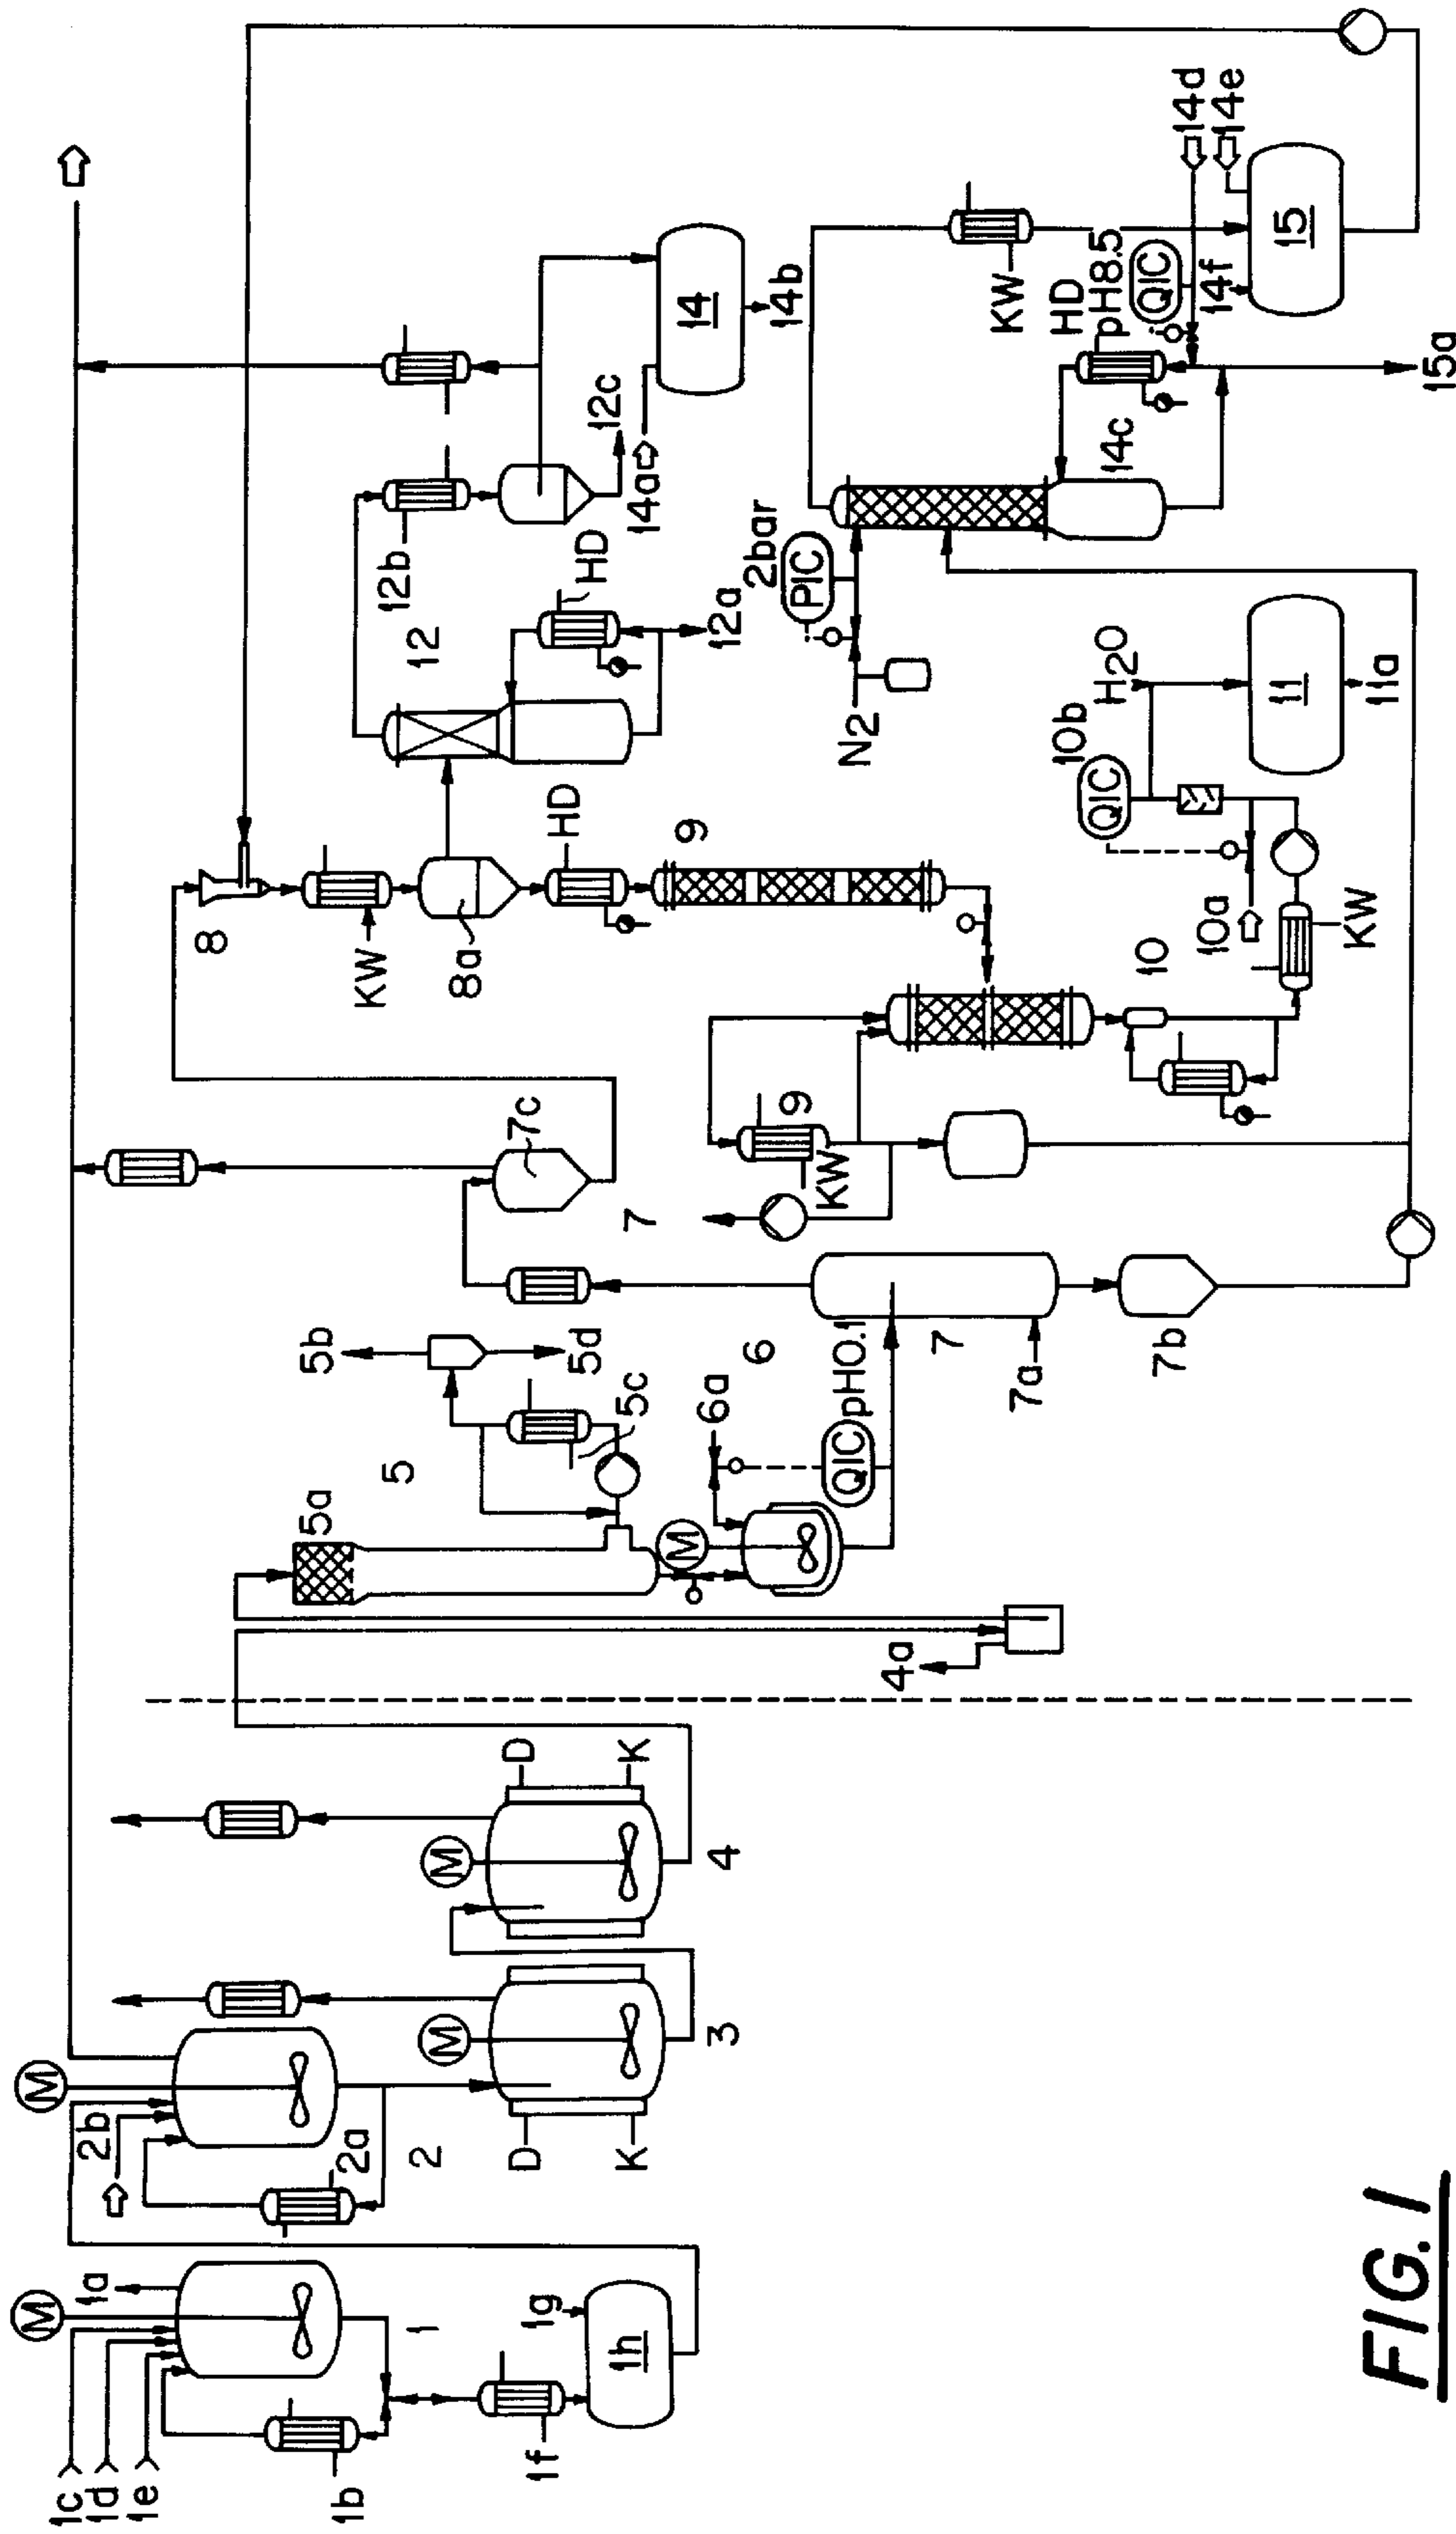 1c
1d
1e
M
1a
1b
1
1f
1g
1h
M
2b
2a
2
M
D
K
3
M
D
K
4
4a
5a
5
5b
5c
5d
M
6a
6
QIC
pH0.1
7
7a
7b
7
7c
8
KW
8a
HD
9
9
KW
10
KW
10a
10b
QIC
H2O
11
11a
12
12b
HD
12a
12c
14a
14
14b
2bar
PIC
N2
14c
KW
HD
pH8.5
QIC
14d
14e
14f
15
15a
FIG. 1